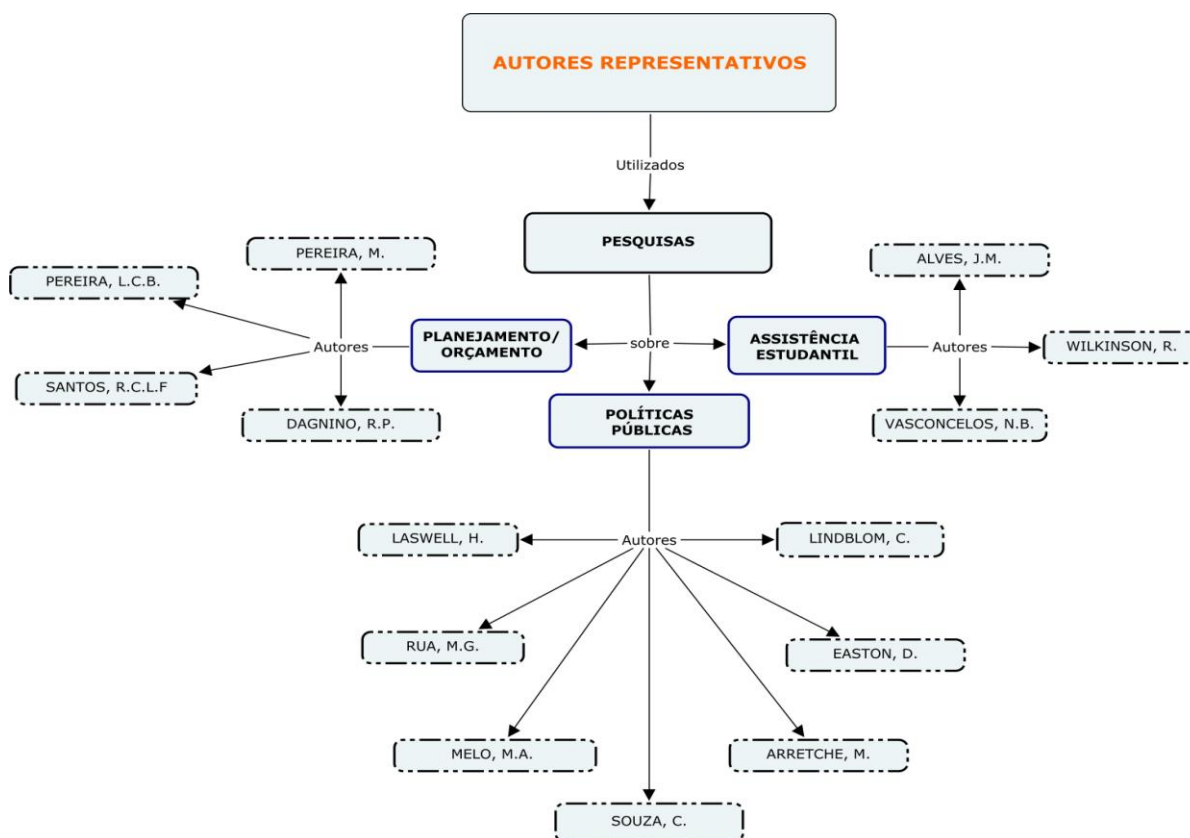 AUTORES REPRESENTATIVOS
Utilizados
PESQUISAS
sobre
PLANEJAMENTO/
ORÇAMENTO
Autores
PEREIRA, M.
PEREIRA, L.C.B.
SANTOS, R.C.L.F
DAGNINO, R.P.
ASSISTÊNCIA
ESTUDANTIL
Autores
ALVES, J.M.
WILKINSON, R.
VASCONCELOS, N.B.
POLÍTICAS
PÚBLICAS
Autores
LASWELL, H.
LINDBLOM, C.
RUA, M.G.
EASTON, D.
MELO, M.A.
ARRETCHE, M.
SOUZA, C.